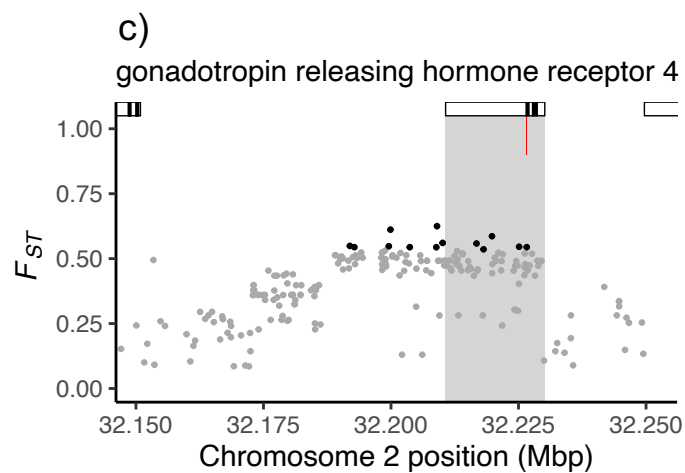 c)
gonadotropin releasing hormone receptor 4
1.00
0.75
0.50
0.25
0.00
FST
32.150 32.175 32.200 32.225 32.250
Chromosome 2 position (Mbp)